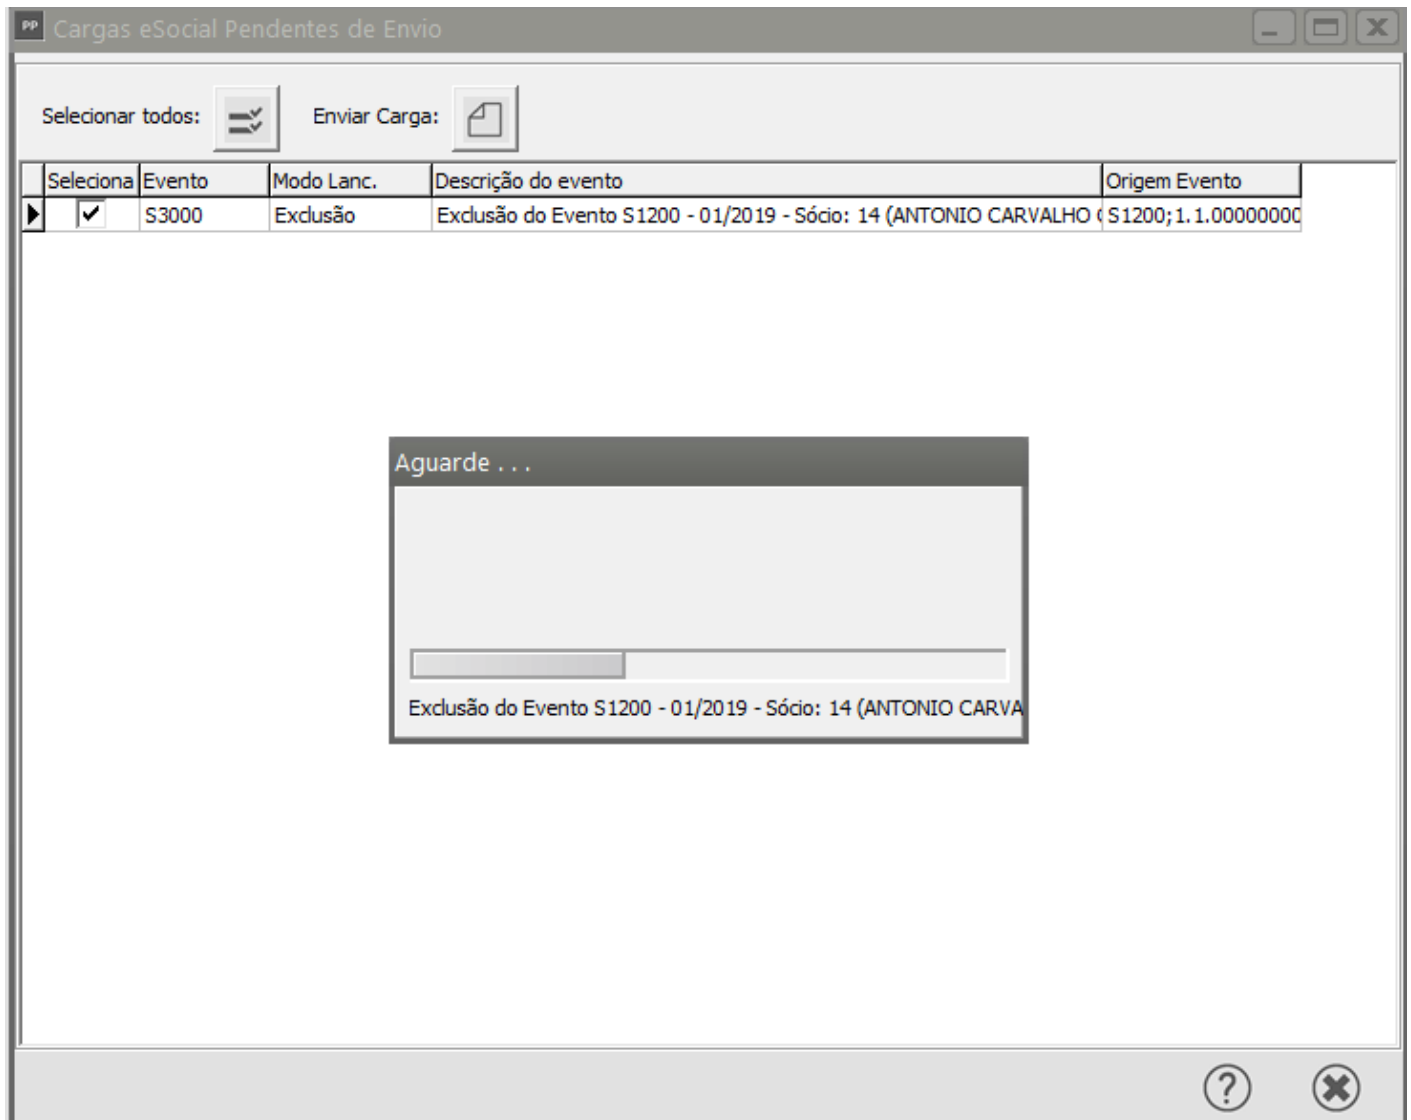 PP Cargas eSocial Pendentes de Envio
Selecionar todos: Enviar Carga:
Seleciona Evento Modo Lanc. Descrição do evento Origem Evento
S3000 Exclusão Exclusão do Evento S1200 - 01/2019 - Sócio: 14 (ANTONIO CARVALHO S1200;1.1.00000000
Aguarde . . .
Exclusão do Evento S1200 - 01/2019 - Sócio: 14 (ANTONIO CARVA
?